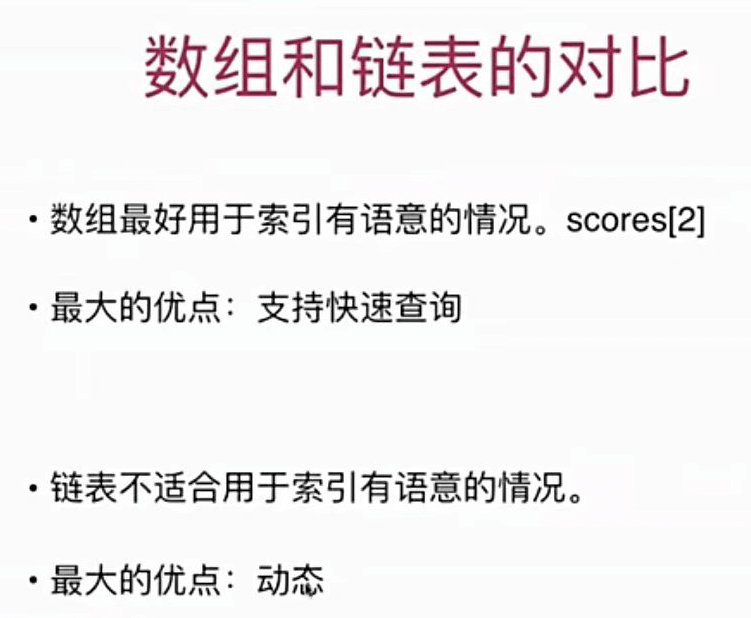 数组和链表的对比
• 数组最好用于索引有语意的情况。scores[2]
• 最大的优点：支持快速查询
• 链表不适合用于索引有语意的情况。
• 最大的优点：动态